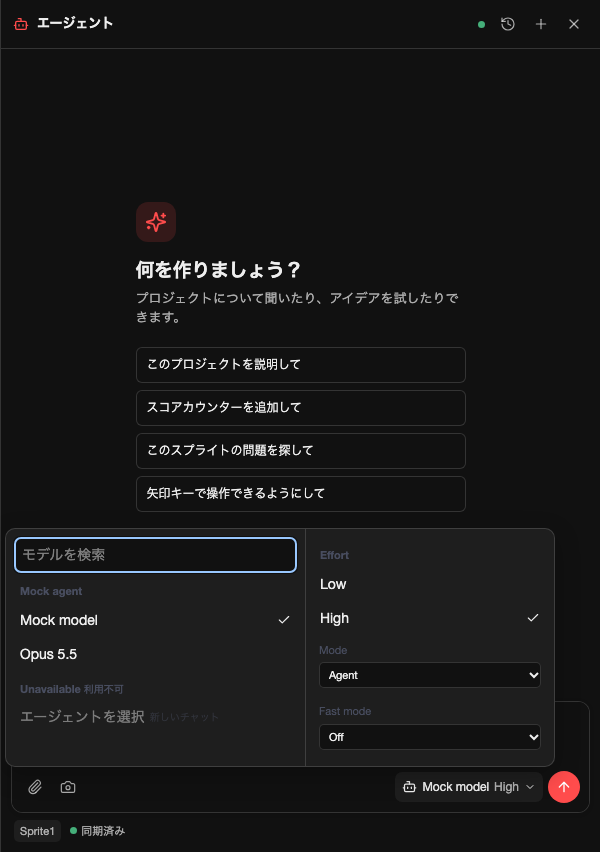 エージェント
何を作りましょう？
プロジェクトについて聞いたり、アイデアを試したりで
きます。
このプロジェクトを説明して
スコアカウンターを追加して
このスプライトの問題を探して
矢印キーで操作できるようにして
モデルを検索
Mock agent
Mock model
Opus 5.5
Unavailable 利用不可
エージェントを選択 新しいチャット
Effort
Low
High
Mode
Agent
Fast mode
Off
Mock model High
Sprite1 同期済み